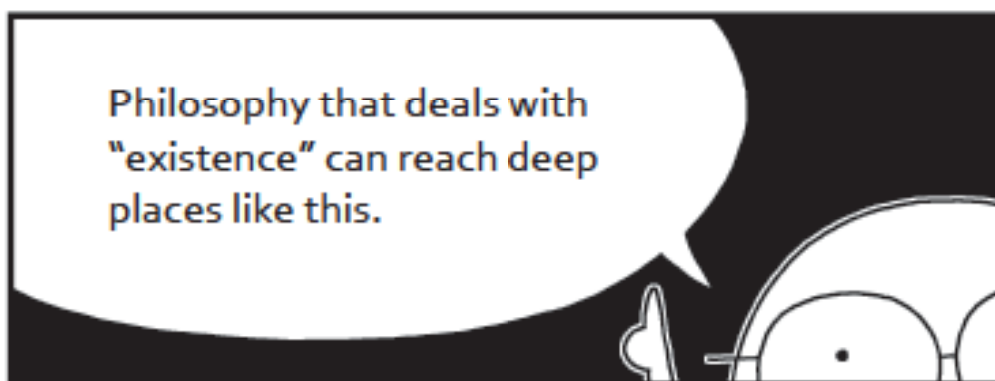 Philosophy that deals with
“existence” can reach deep
places like this.